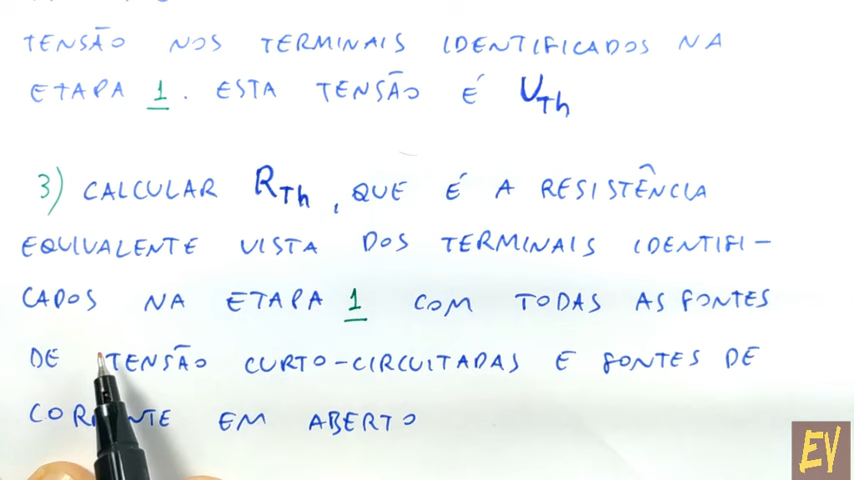 TENSÃO NOS TERMINAIS IDENTIFICADOS NA
ETAPA 1. ESTA TENSÃO É UTh
3) CALCULAR RTh, QUE É A RESISTÊNCIA
EQUIVALENTE VISTA DOS TERMINAIS IDENTIFI-
CADOS NA ETAPA 1 COM TODAS AS FONTES
DE TENSÃO CURTO-CIRCUITADAS E FONTES DE
EM ABERTO
EV